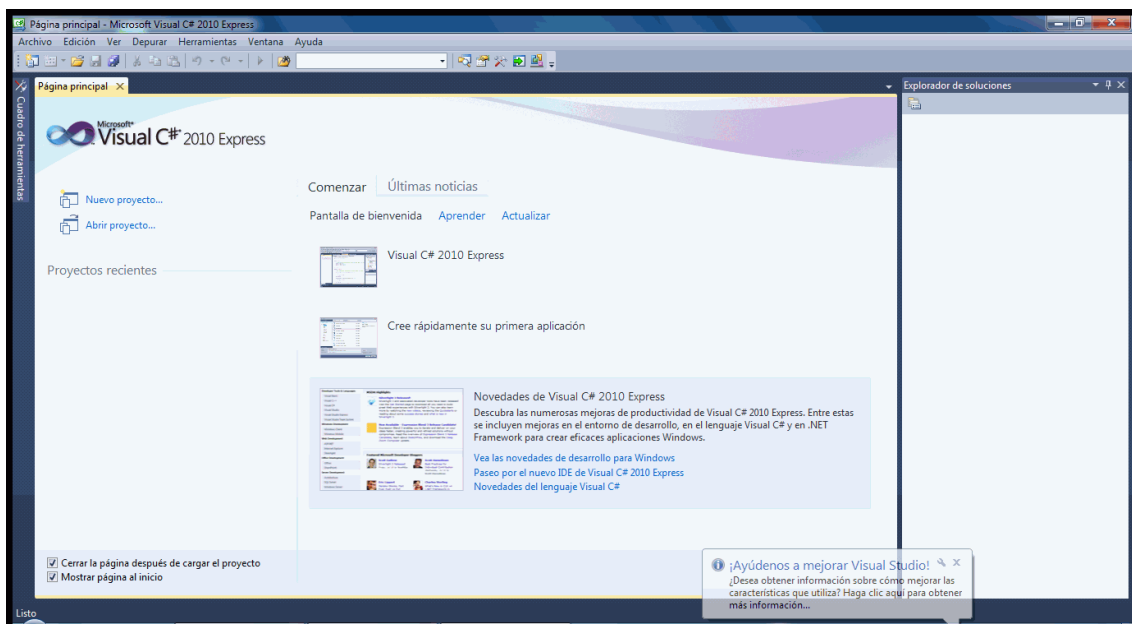 Página principal - Microsoft Visual C# 2010 Express
Archivo Edición Ver Depurar Herramientas Ventana Ayuda
Cuadro de herramientas
Página principal
Explorador de soluciones
Microsoft®
Visual C#® 2010 Express
Nuevo proyecto...
Abrir proyecto...
Proyectos recientes
Comenzar Últimas noticias
Pantalla de bienvenida Aprender Actualizar
Visual C# 2010 Express
Cree rápidamente su primera aplicación
Novedades de Visual C# 2010 Express
Descubra las numerosas mejoras de productividad de Visual C# 2010 Express. Entre estas
se incluyen mejoras en el entorno de desarrollo, en el lenguaje Visual C# y en .NET
Framework para crear eficaces aplicaciones Windows.
Vea las novedades de desarrollo para Windows
Paseo por el nuevo IDE de Visual C# 2010 Express
Novedades del lenguaje Visual C#
Cerrar la página después de cargar el proyecto
Mostrar página al inicio
¡Ayúdenos a mejorar Visual Studio!
¿Desea obtener información sobre cómo mejorar las
características que utiliza? Haga clic aquí para obtener
más información...
Listo